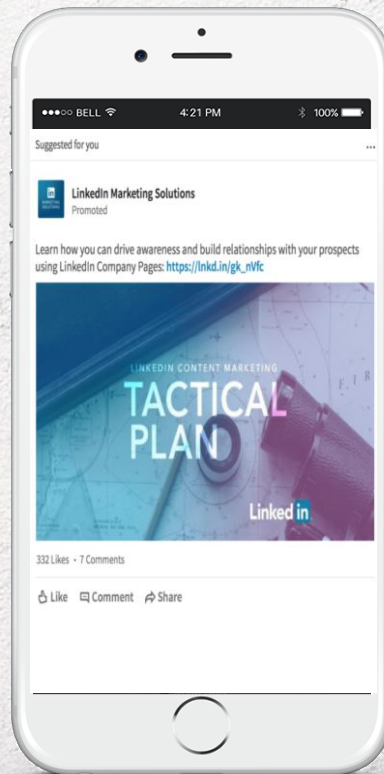 BELL 4:21 PM 100%
Suggested for you ...
in
LinkedIn Marketing Solutions
Promoted
Learn how you can drive awareness and build relationships with your prospects
using LinkedIn Company Pages: https://lnkd.in/gk_nVfc
LINKEDIN CONTENT MARKETING
TACTICAL
PLAN
Linked in
332 Likes • 7 Comments
Like Comment Share